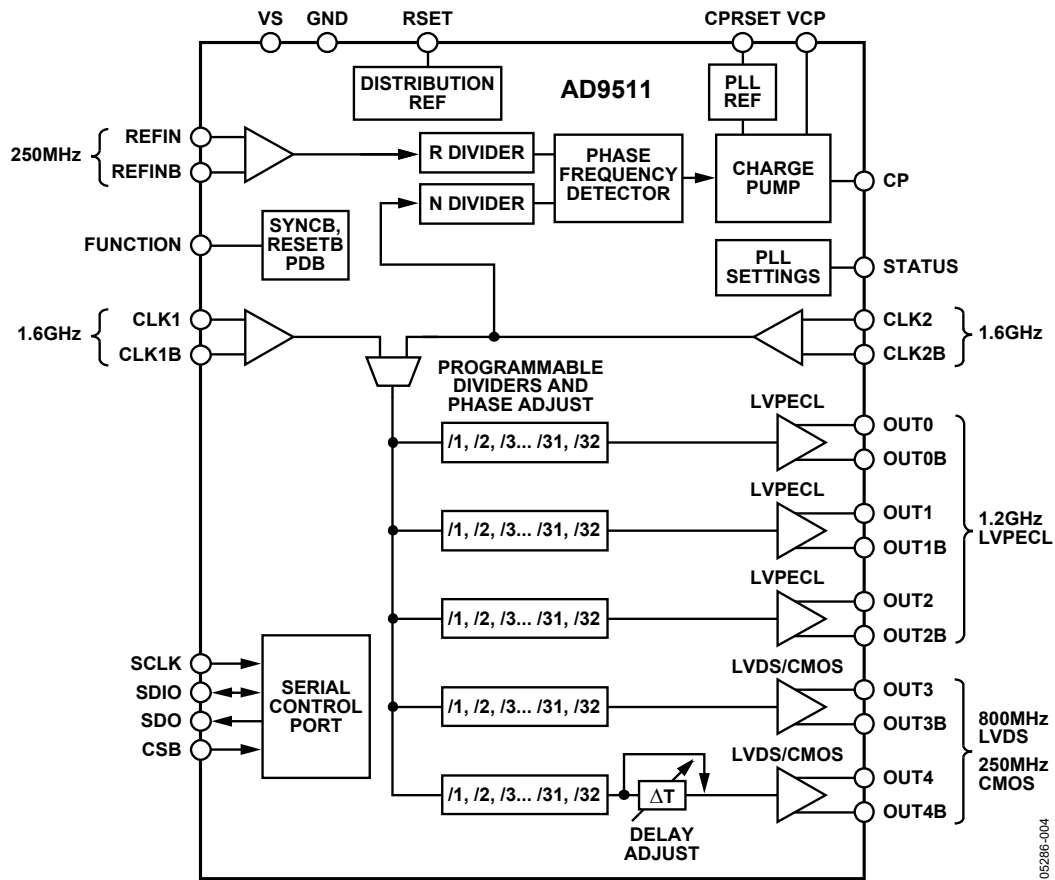 VS GND RSET CPRSET VCP
DISTRIBUTION
REF
AD9511
PLL
REF
REFIN
250MHz
REFINB
R DIVIDER
N DIVIDER
PHASE
FREQUENCY
DETECTOR
CHARGE
PUMP
CP
FUNCTION
SYNCB,
RESETB
PDB
PLL
SETTINGS
STATUS
CLK1
1.6GHz
CLK1B
CLK2
1.6GHz
CLK2B
PROGRAMMABLE
DIVIDERS AND
PHASE ADJUST
/1, /2, /3... /31, /32
LVPECL
OUT0
OUT0B
/1, /2, /3... /31, /32
LVPECL
OUT1
OUT1B
1.2GHz
LVPECL
/1, /2, /3... /31, /32
LVPECL
OUT2
OUT2B
SCLK
SDIO
SDO
CSB
SERIAL
CONTROL
PORT
/1, /2, /3... /31, /32
LVDS/CMOS
OUT3
OUT3B
800MHz
LVDS
250MHz
CMOS
/1, /2, /3... /31, /32
ΔT
DELAY
ADJUST
LVDS/CMOS
OUT4
OUT4B
05286-004